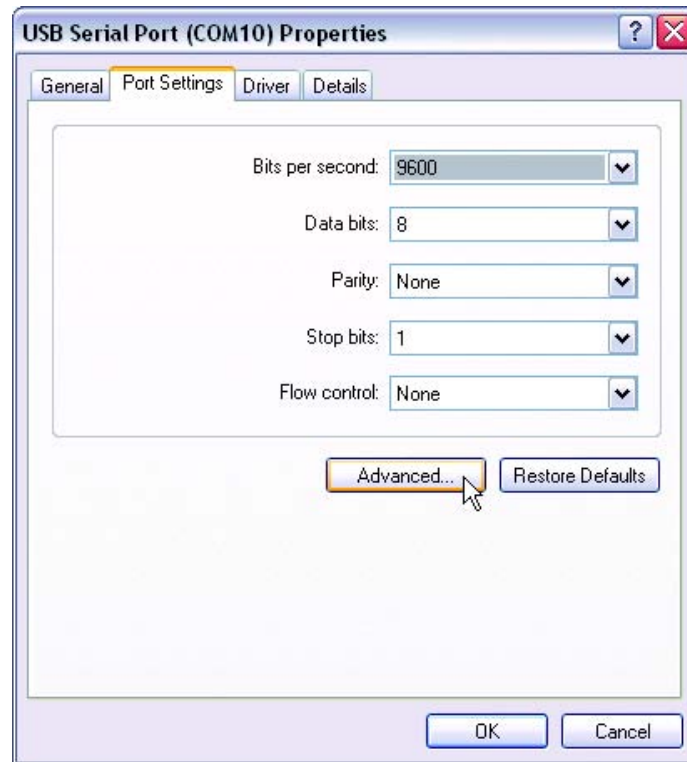 USB Serial Port (COM10) Properties
General Port Settings Driver Details
Bits per second: 9600
Data bits: 8
Parity: None
Stop bits: 1
Flow control: None
Advanced... Restore Defaults
OK Cancel